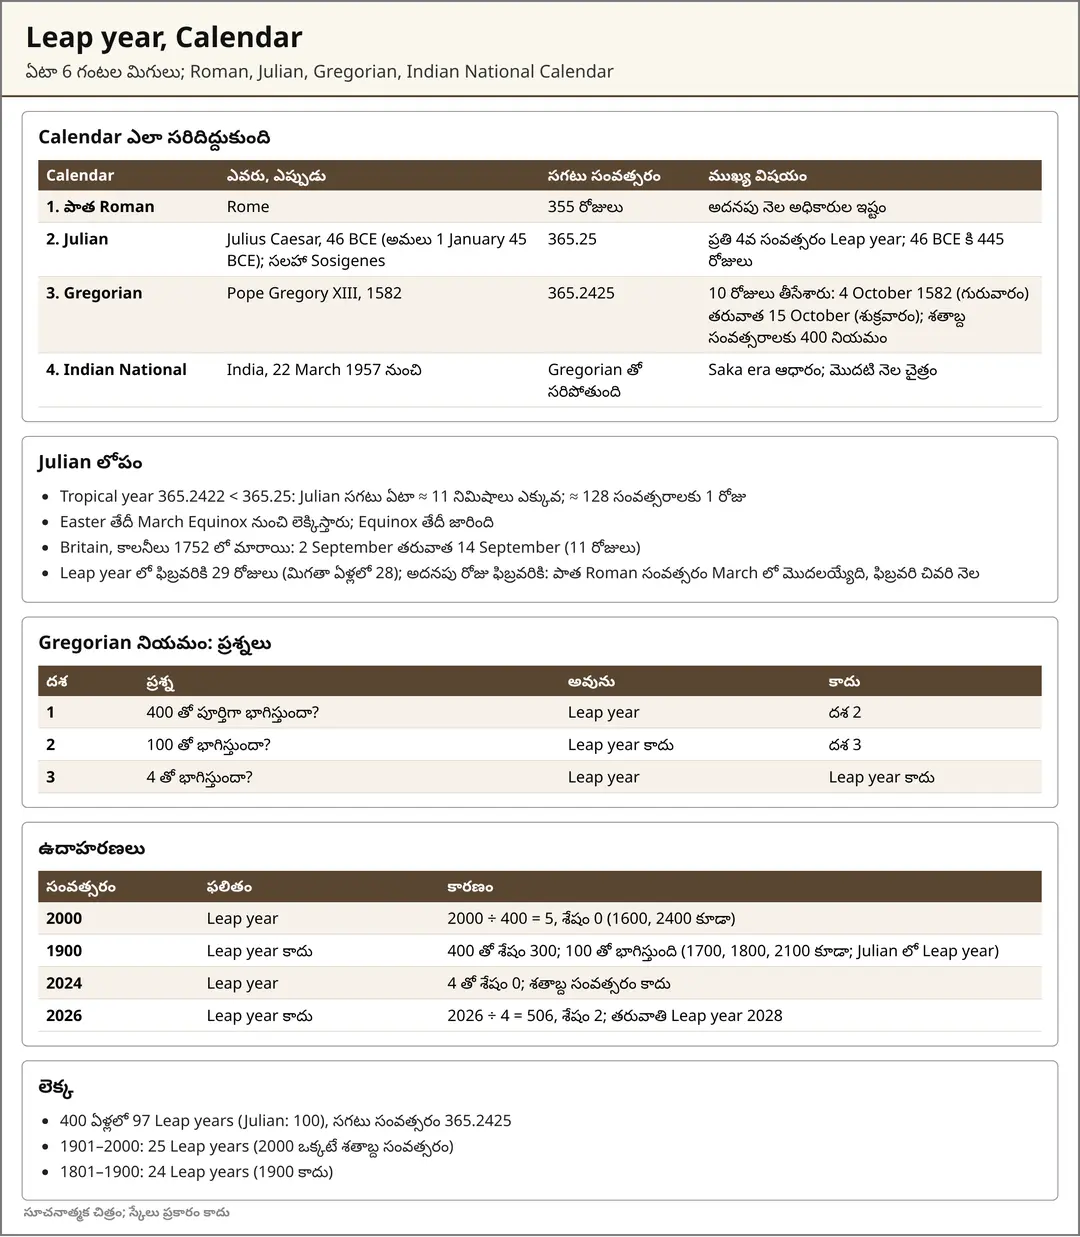 Leap year, Calendar
ఏటా 6 గంటల మిగులు; Roman, Julian, Gregorian, Indian National Calendar
Calendar ఎలా సరిదిద్దుకుంది
Calendar ఎవరు, ఎప్పుడు సగటు సంవత్సరం ముఖ్య విషయం
1. పాత Roman Rome 355 రోజులు అదనపు నెల అధికారుల ఇష్టం
2. Julian Julius Caesar, 46 BCE (అమలు 1 January 45 365.25 ప్రతి 4వ సంవత్సరం Leap year; 46 BCE కి 445
BCE); సలహా Sosigenes రోజులు
3. Gregorian Pope Gregory XIII, 1582 365.2425 10 రోజులు తీసేశారు: 4 October 1582 (గురువారం)
తరువాత 15 October (శుక్రవారం); శతాబ్ద
సంవత్సరాలకు 400 నియమం
4. Indian National India, 22 March 1957 నుంచి Gregorian తో Saka era ఆధారం; మొదటి నెల చైత్రం
సరిపోతుంది
Julian లోపం
• Tropical year 365.2422 < 365.25: Julian సగటు ఏటా ≈ 11 నిమిషాలు ఎక్కువ; ≈ 128 సంవత్సరాలకు 1 రోజు
• Easter తేదీ March Equinox నుంచి లెక్కిస్తారు; Equinox తేదీ జారింది
• Britain, కాలనీలు 1752 లో మారాయి: 2 September తరువాత 14 September (11 రోజులు)
• Leap year లో ఫిబ్రవరికి 29 రోజులు (మిగతా ఏళ్లలో 28); అదనపు రోజు ఫిబ్రవరికి: పాత Roman సంవత్సరం March లో మొదలయ్యేది, ఫిబ్రవరి చివరి నెల
Gregorian నియమం: ప్రశ్నలు
దశ ప్రశ్న అవును కాదు
1 400 తో పూర్తిగా భాగిస్తుందా? Leap year దశ 2
2 100 తో భాగిస్తుందా? Leap year కాదు దశ 3
3 4 తో భాగిస్తుందా? Leap year Leap year కాదు
ఉదాహరణలు
సంవత్సరం ఫలితం కారణం
2000 Leap year 2000 ÷ 400 = 5, శేషం 0 (1600, 2400 కూడా)
1900 Leap year కాదు 400 తో శేషం 300; 100 తో భాగిస్తుంది (1700, 1800, 2100 కూడా; Julian లో Leap year)
2024 Leap year 4 తో శేషం 0; శతాబ్ద సంవత్సరం కాదు
2026 Leap year కాదు 2026 ÷ 4 = 506, శేషం 2; తరువాతి Leap year 2028
లెక్క
• 400 ఏళ్లలో 97 Leap years (Julian: 100), సగటు సంవత్సరం 365.2425
• 1901–2000: 25 Leap years (2000 ఒక్కటే శతాబ్ద సంవత్సరం)
• 1801–1900: 24 Leap years (1900 కాదు)
సూచనాత్మక చిత్రం; స్కేలు ప్రకారం కాదు